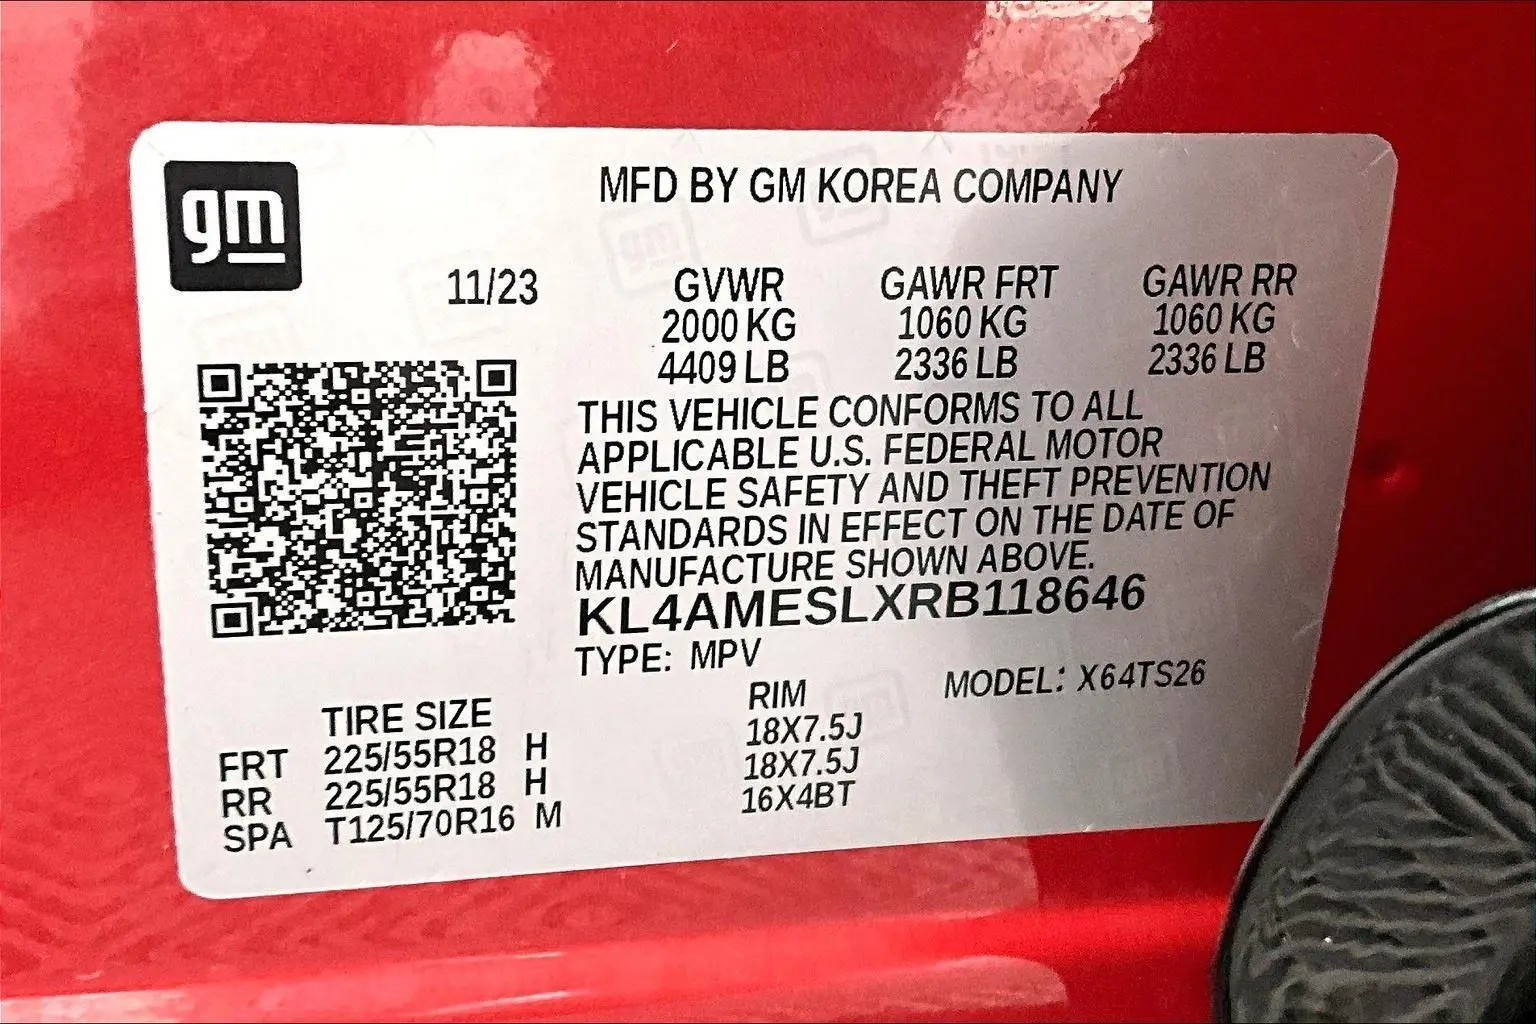 gm
MFD BY GM KOREA COMPANY
11/23 GVWR GAWR FRT GAWR RR
2000 KG 1060 KG 1060 KG
4409 LB 2336 LB 2336 LB
THIS VEHICLE CONFORMS TO ALL
APPLICABLE U.S. FEDERAL MOTOR
VEHICLE SAFETY AND THEFT PREVENTION
STANDARDS IN EFFECT ON THE DATE OF
MANUFACTURE SHOWN ABOVE.
KL4AMESLXRB118646
TYPE: MPV MODEL: X64TS26
TIRE SIZE RIM
FRT 225/55R18 H 18X7.5J
RR 225/55R18 H 18X7.5J
SPA T125/70R16 M 16X4BT